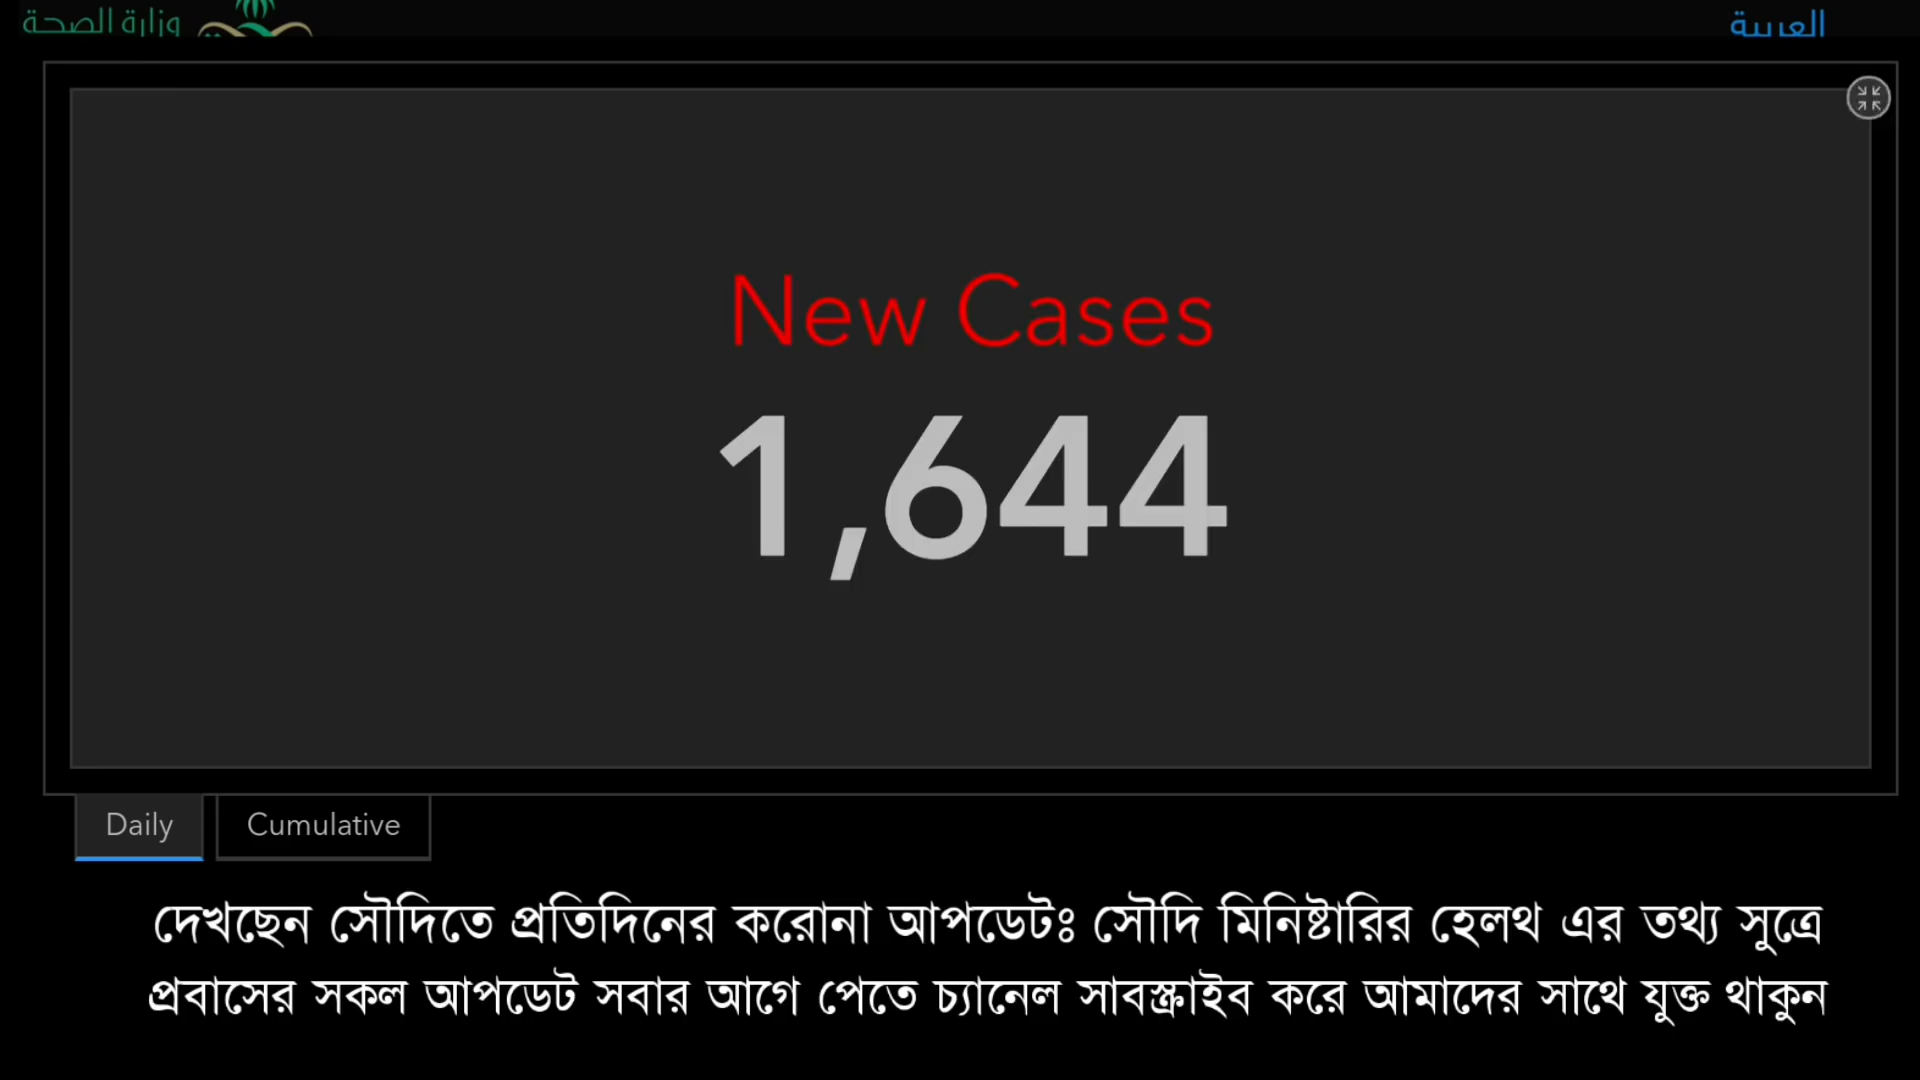 وزارة الصحة
العربية
New Cases
1,644
Daily
Cumulative
দেখছেন সৌদিতে প্রতিদিনের করোনা আপডেটঃ সৌদি মিনিষ্টারির হেলথ এর তথ্য সুত্রে
প্রবাসের সকল আপডেট সবার আগে পেতে চ্যানেল সাবস্ক্রাইব করে আমাদের সাথে যুক্ত থাকুন